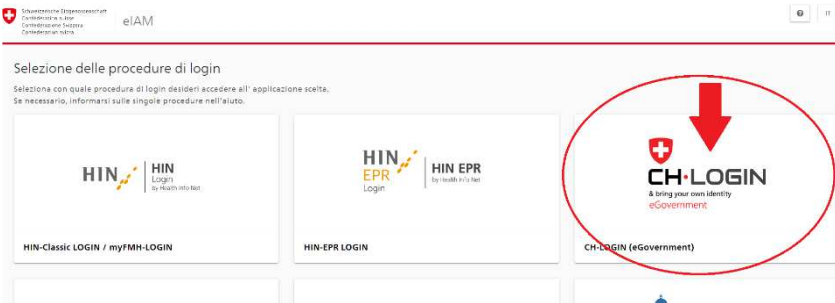 Schweizerische Eidgenossenschaft
Confédération suisse
Confederazione Svizzera
Confederaziun svizra
eIAM
IT
Selezione delle procedure di login
Seleziona con quale procedura di login desideri accedere all' applicazione scelta.
Se necessario, informarsi sulle singole procedure nell'aiuto.
HIN
HIN
Login
by Health Info Net
HIN-Classic LOGIN / myFMH-LOGIN
HIN
EPR
Login
HIN EPR
by Health Info Net
HIN-EPR LOGIN
CH·LOGIN
& bring your own identity
eGovernment
CH-LOGIN (eGovernment)